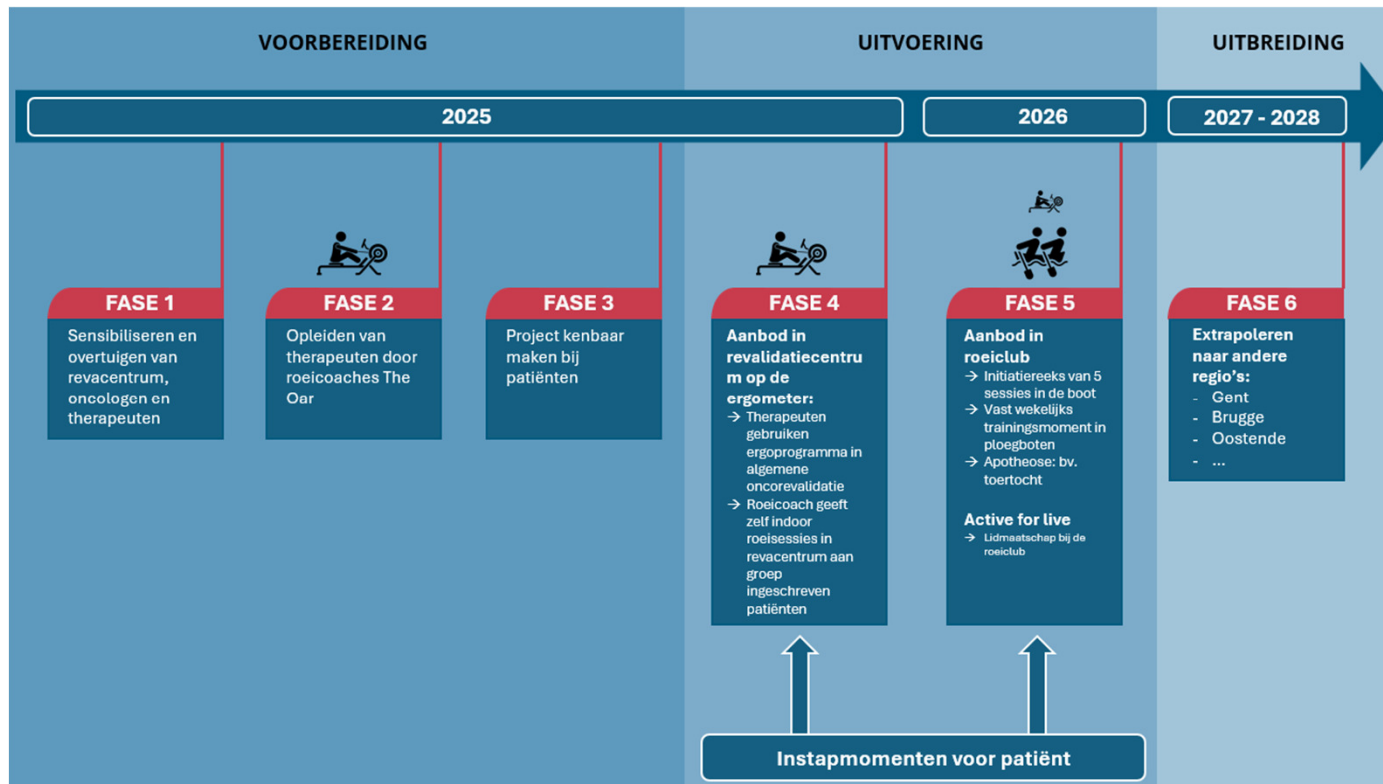 VOORBEREIDING
UITVOERING
UITBREIDING
2025
2026
2027 - 2028
FASE 1
Sensibiliseren en
overtuigen van
revacentrum,
oncologen en
therapeuten
FASE 2
Opleiden van
therapeuten door
roeicoaches The
Oar
FASE 3
Project kenbaar
maken bij
patiënten
FASE 4
Aanbod in
revalidatiecentru
m op de
ergometer:
→ Therapeuten
gebruiken
ergoprogramma in
algemene
oncorevalidatie
→ Roeicoach geeft
zelf indoor
roeisessies in
revacentrum aan
groep
ingeschreven
patiënten
FASE 5
Aanbod in
roeiclub
→ Initiatiereeks van 5
sessies in de boot
→ Vast wekelijks
trainingsmoment in
ploegboten
→ Apotheose: bv.
toertocht
Active for live
→ Lidmaatschap bij de
roeiclub
FASE 6
Extrapoleren
naar andere
regio's:
- Gent
- Brugge
- Oostende
- ...
Instapmomenten voor patiënt